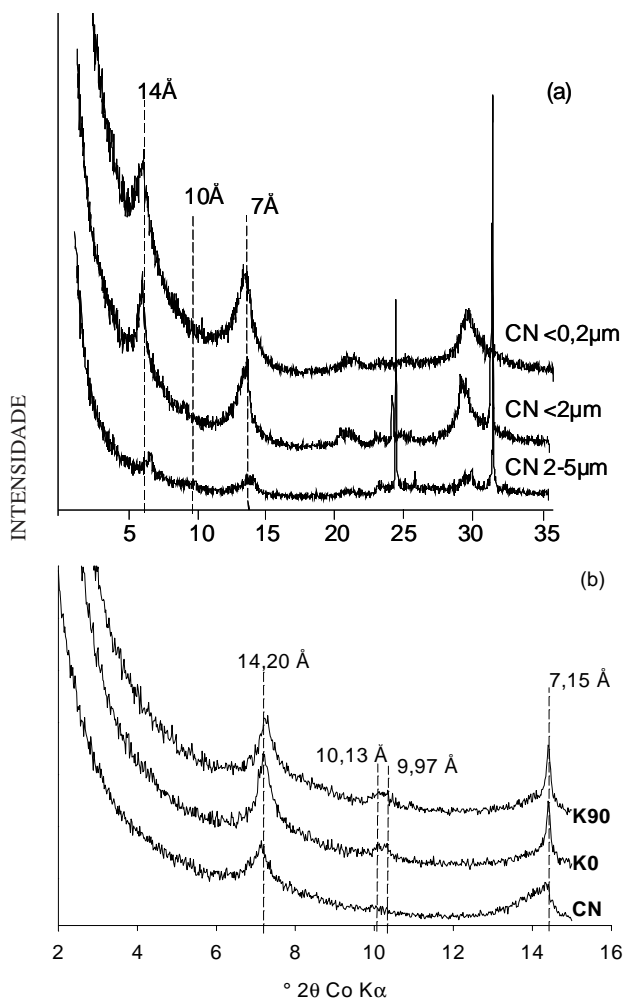 (a)
14Å
10Å
7Å
CN <0,2µm
CN <2µm
CN 2-5µm
INTENSIDADE
5 10 15 20 25 30 35
(b)
14,20 Å
7,15 Å
10,13 Å
9,97 Å
K90
K0
CN
2 4 6 8 10 12 14 16
° 2θ Co Kα